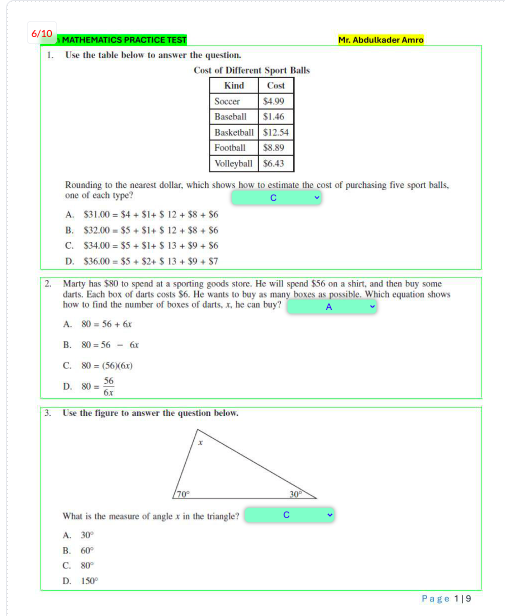 6/10
MATHEMATICS PRACTICE TEST Mr. Abdulkader Amro
1. Use the table below to answer the question.
Cost of Different Sport Balls
Kind Cost
Soccer $4.99
Baseball $1.46
Basketball $12.54
Football $8.89
Volleyball $6.43
Rounding to the nearest dollar, which shows how to estimate the cost of purchasing five sport balls,
one of each type? C
A. $31.00 = $4 + $1+ $ 12 + $8 + $6
B. $32.00 = $5 + $1+ $ 12 + $8 + $6
C. $34.00 = $5 + $1+ $ 13 + $9 + $6
D. $36.00 = $5 + $2+ $ 13 + $9 + $7
2. Marty has $80 to spend at a sporting goods store. He will spend $56 on a shirt, and then buy some
darts. Each box of darts costs $6. He wants to buy as many boxes as possible. Which equation shows
how to find the number of boxes of darts, x, he can buy? A
A. 80 = 56 + 6x
B. 80 = 56 − 6x
C. 80 = (56)(6x)
D. 80 = 56/6x
3. Use the figure to answer the question below.
x
70° 30°
What is the measure of angle x in the triangle? C
A. 30°
B. 60°
C. 80°
D. 150°
Page 1|9